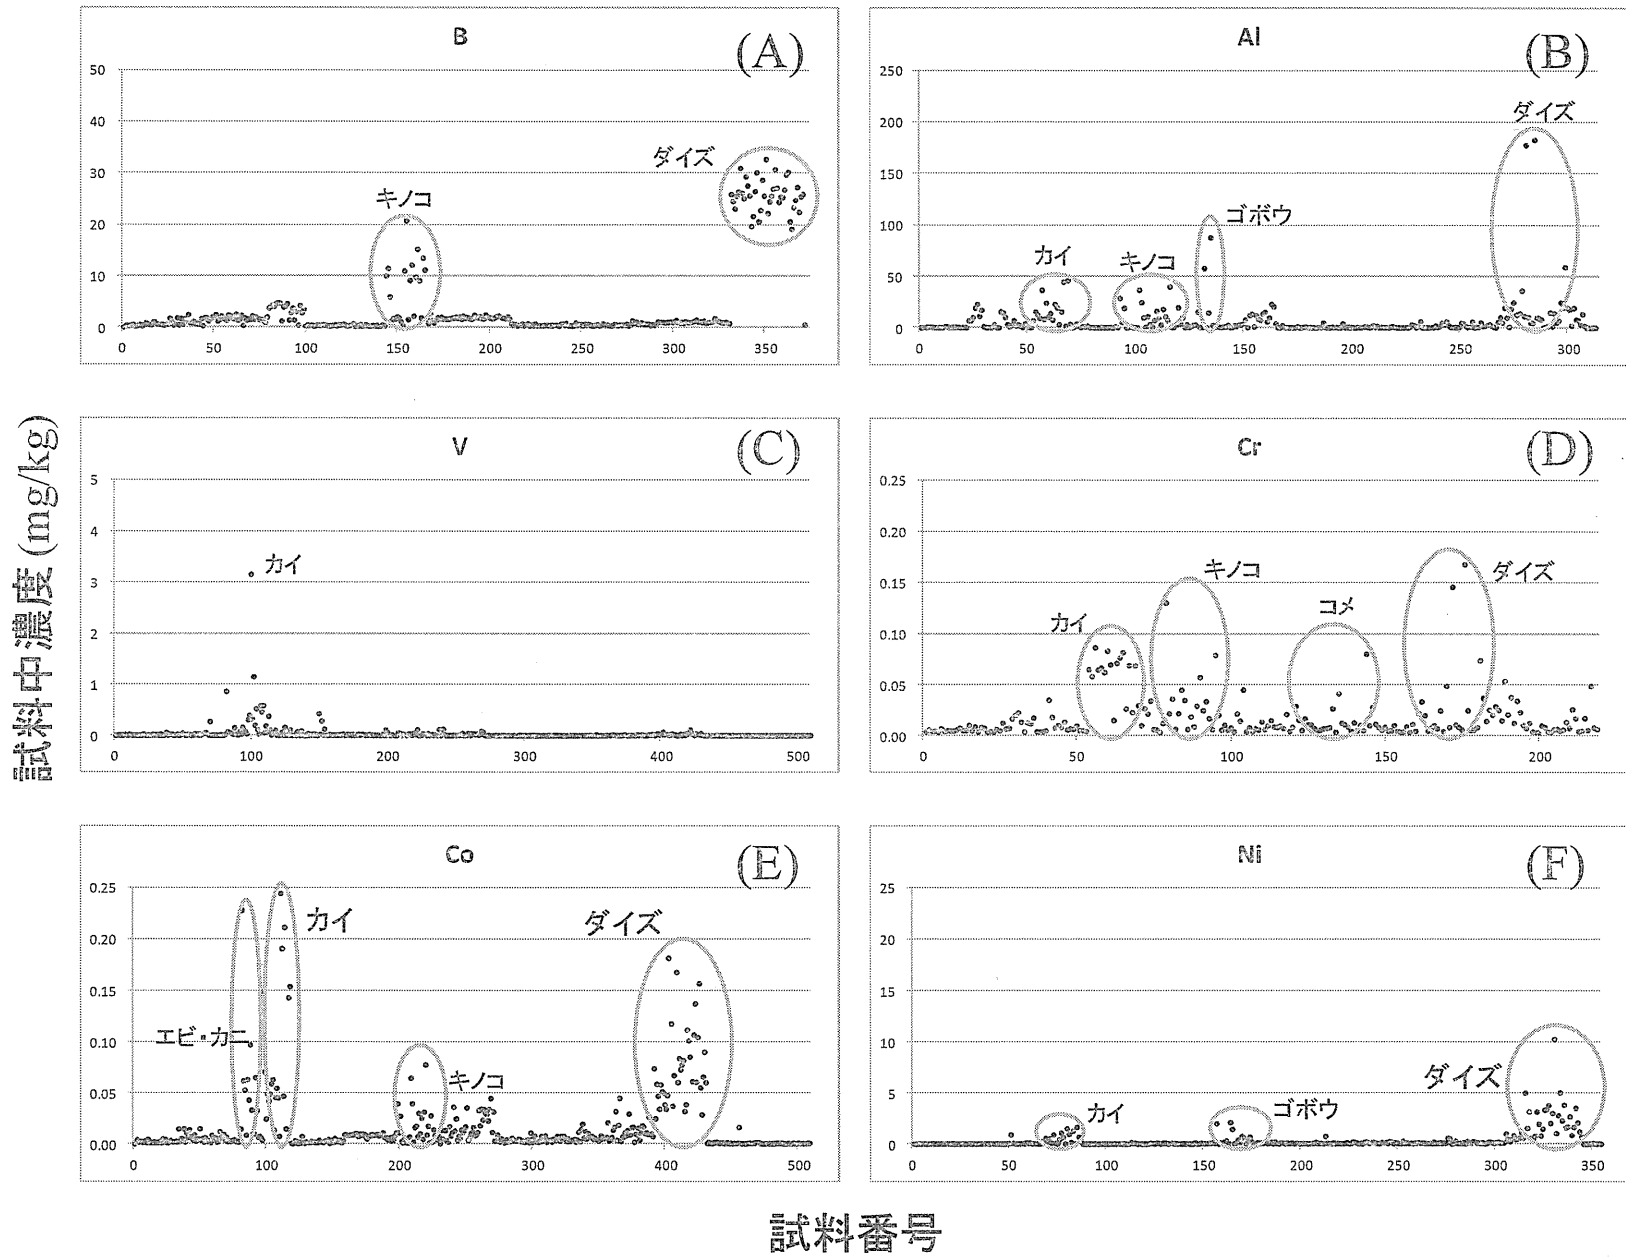 試料中濃度 (mg/kg)
B
(A)
50
40
30
20
10
0
ダイズ
キノコ
0 50 100 150 200 250 300 350
Al
(B)
250
200
150
100
50
0
ダイズ
ゴボウ
カイ
キノコ
0 50 100 150 200 250 300
V
(C)
5
4
3
2
1
0
カイ
0 100 200 300 400 500
Cr
(D)
0.25
0.20
0.15
0.10
0.05
0.00
キノコ
ダイズ
コメ
カイ
0 50 100 150 200
Co
(E)
0.25
0.20
0.15
0.10
0.05
0.00
カイ
ダイズ
エビ・カニ
キノコ
0 100 200 300 400 500
Ni
(F)
25
20
15
10
5
0
ダイズ
カイ
ゴボウ
0 50 100 150 200 250 300 350
試料番号